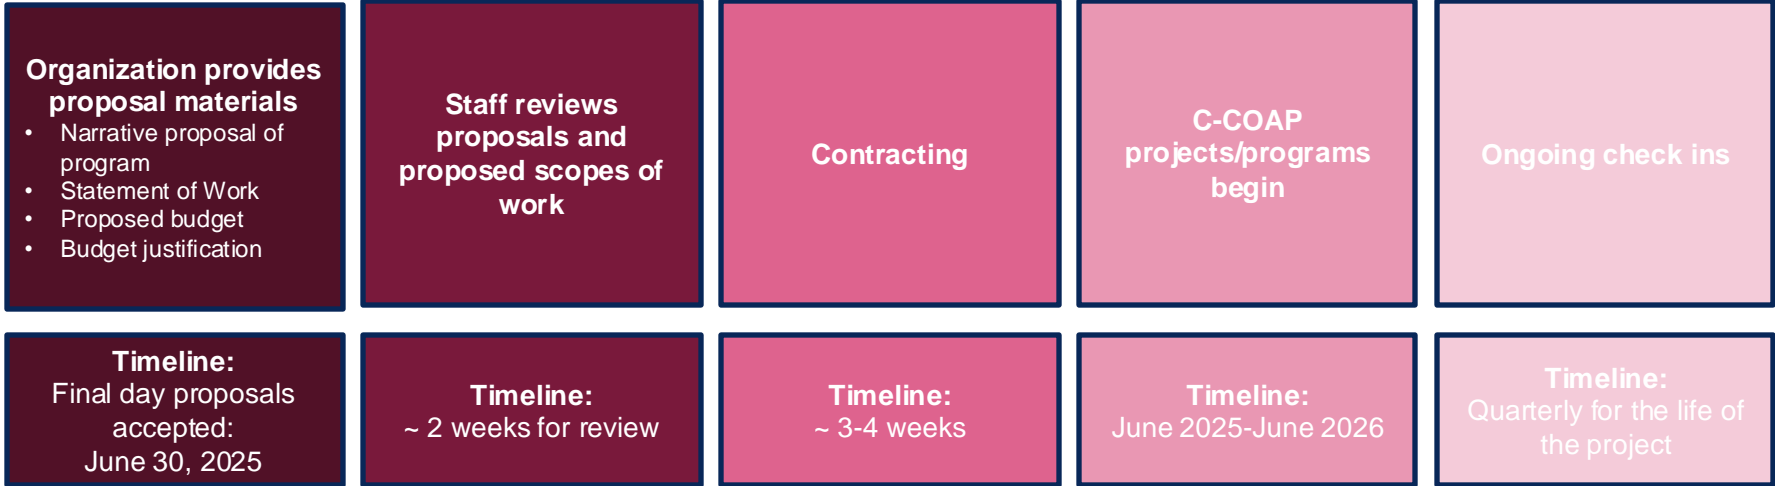 Organization provides
proposal materials
• Narrative proposal of
program
• Statement of Work
• Proposed budget
• Budget justification
Staff reviews
proposals and
proposed scopes of
work
Contracting
C-COAP
projects/programs
begin
Ongoing check ins
Timeline:
Final day proposals
accepted:
June 30, 2025
Timeline:
~ 2 weeks for review
Timeline:
~ 3-4 weeks
Timeline:
June 2025-June 2026
Timeline:
Quarterly for the life of
the project